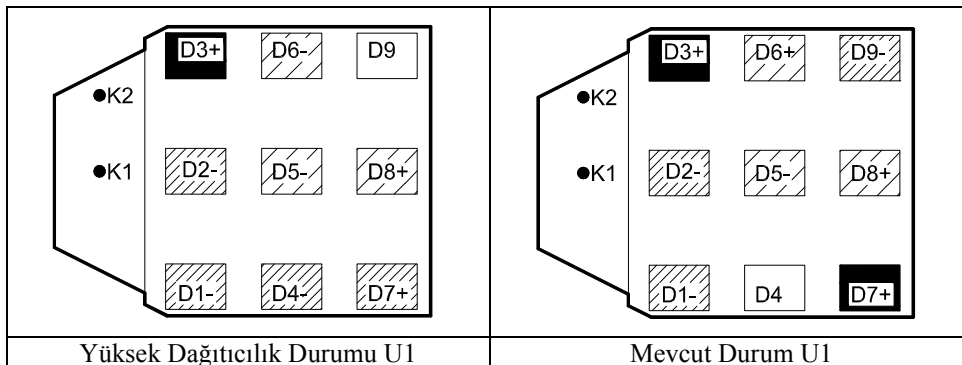 D3+ D6- D9
K2
K1 D2- D5- D8+
D1- D4- D7+
Yüksek Dağıtıcılık Durumu U1
D3+ D6+ D9-
K2
K1 D2- D5- D8+
D1- D4 D7+
Mevcut Durum U1